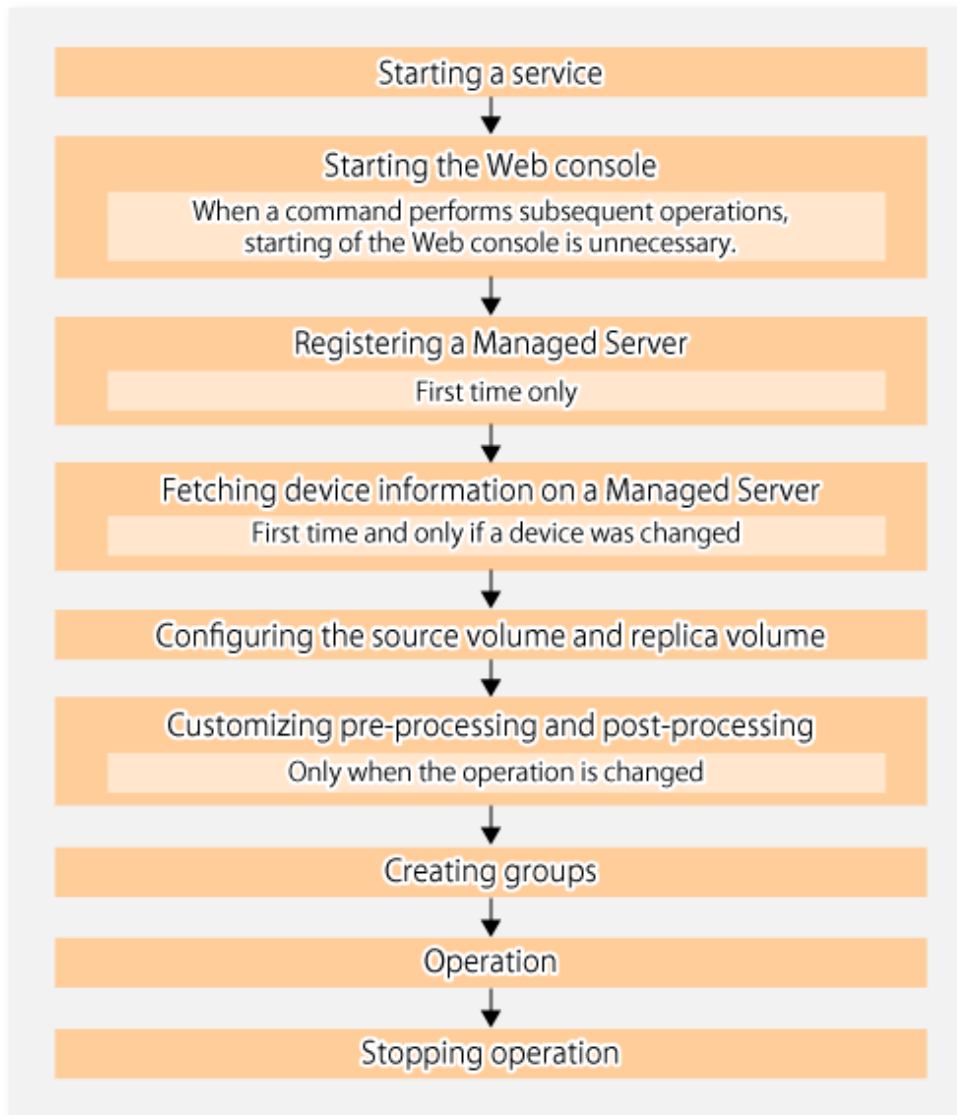 Starting a service
Starting the Web console
When a command performs subsequent operations,
starting of the Web console is unnecessary.
Registering a Managed Server
First time only
Fetching device information on a Managed Server
First time and only if a device was changed
Configuring the source volume and replica volume
Customizing pre-processing and post-processing
Only when the operation is changed
Creating groups
Operation
Stopping operation